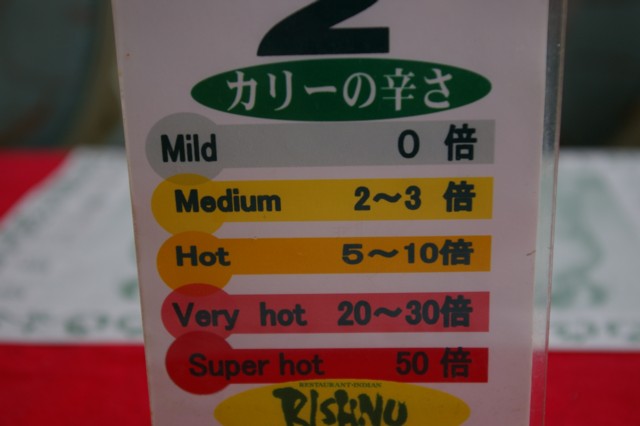 2
カリーの辛さ
Mild 0 倍
Medium 2～3 倍
Hot 5～10倍
Very hot 20～30倍
Super hot 50 倍
RESTAURANT・INDIAN
RISHNU